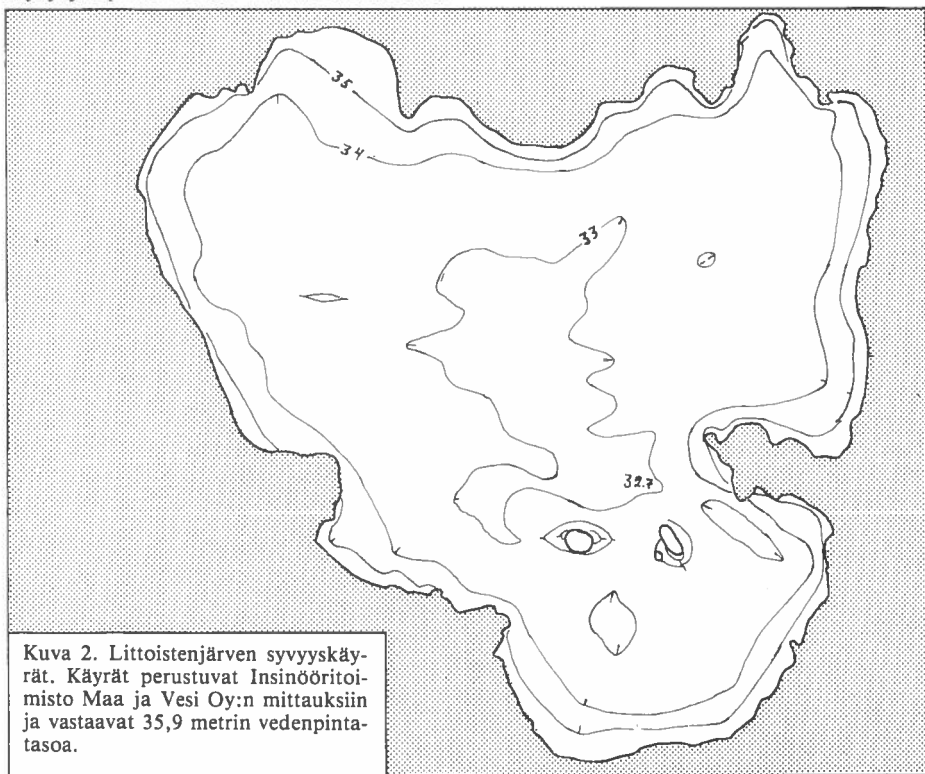 35
34
33
32.7
Kuva 2. Littoistenjärven syvyyskäy-
rät. Käyrät perustuvat Insinööritoi-
misto Maa ja Vesi Oy:n mittauksiin
ja vastaavat 35,9 metrin vedenpinta-
tasoa.